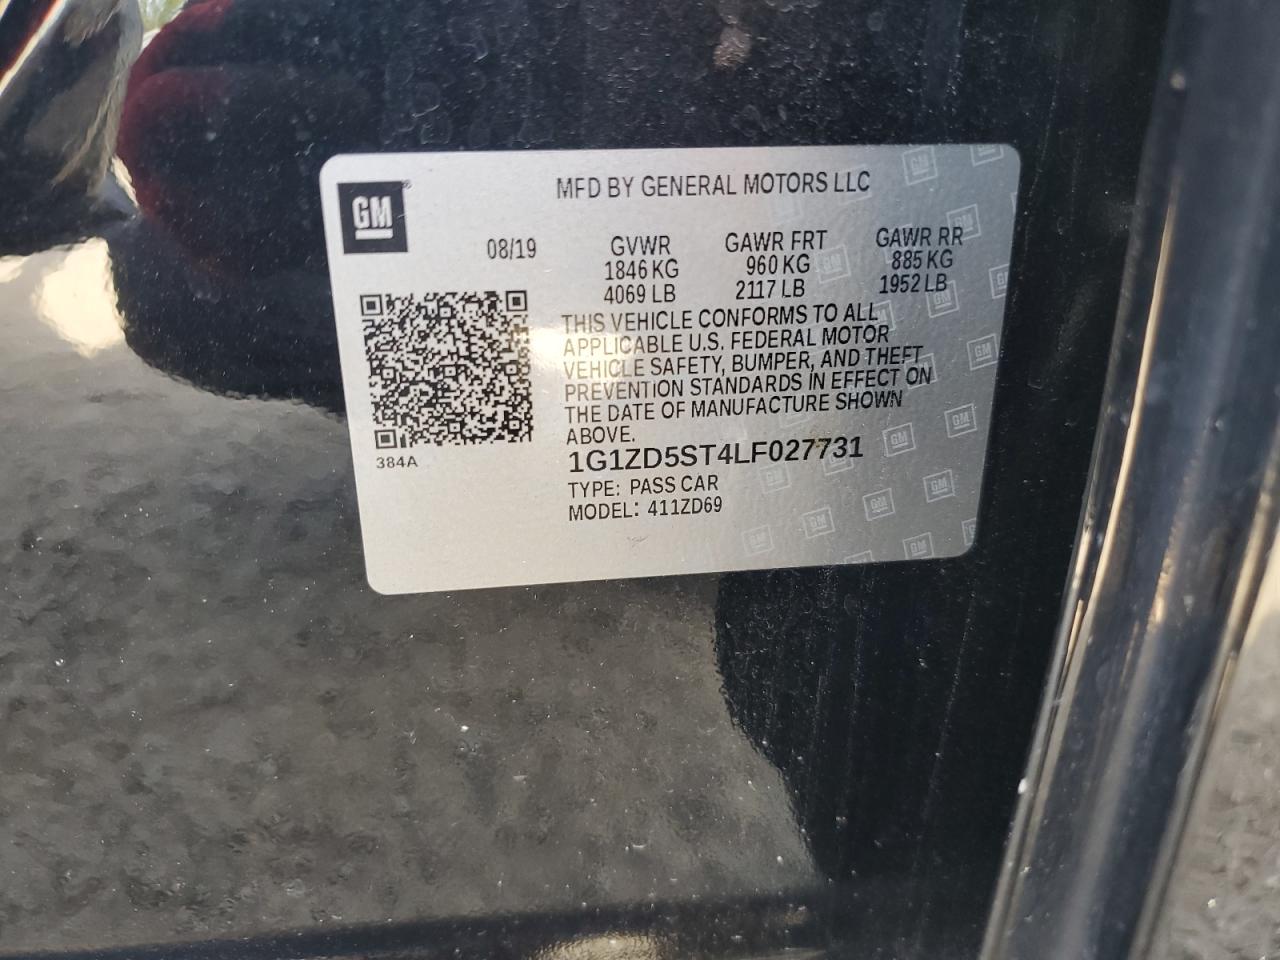 GM
MFD BY GENERAL MOTORS LLC
08/19 GVWR GAWR FRT GAWR RR
1846 KG 960 KG 885 KG
4069 LB 2117 LB 1952 LB
THIS VEHICLE CONFORMS TO ALL
APPLICABLE U.S. FEDERAL MOTOR
VEHICLE SAFETY, BUMPER, AND THEFT
PREVENTION STANDARDS IN EFFECT ON
THE DATE OF MANUFACTURE SHOWN
ABOVE.
384A
1G1ZD5ST4LF027731
TYPE: PASS CAR
MODEL: 411ZD69